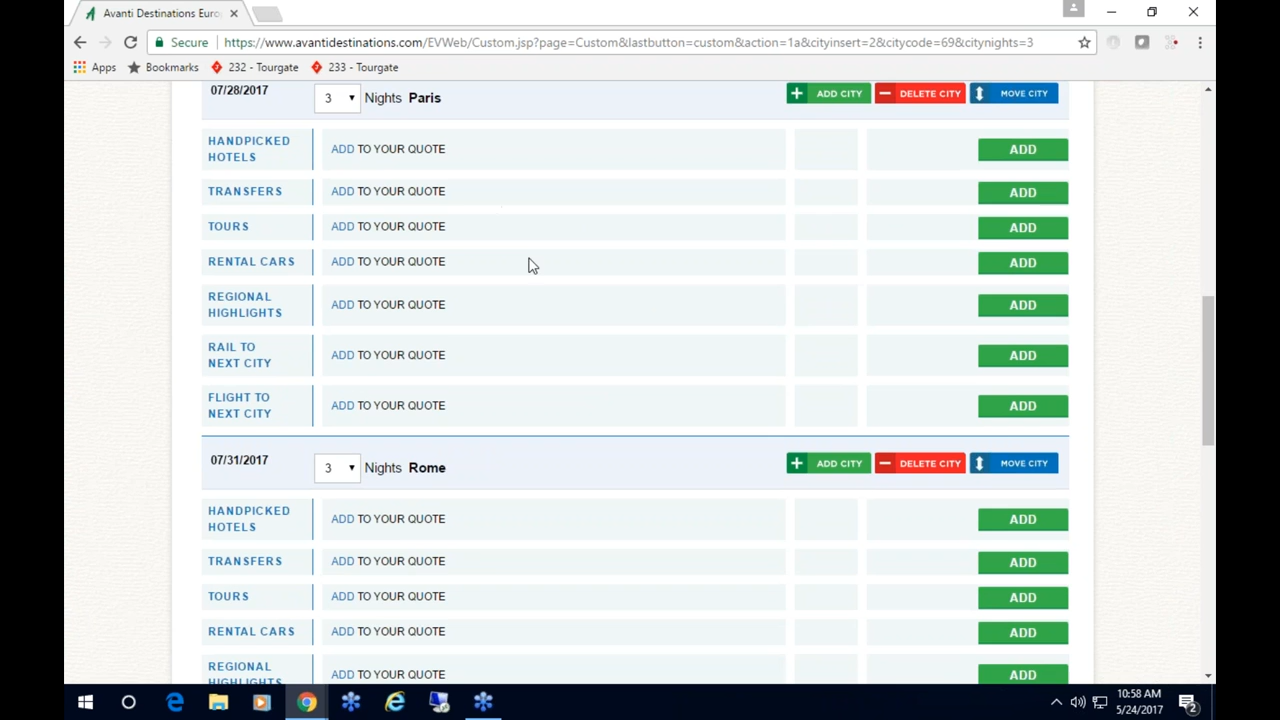 Avanti Destinations Euro
Secure https://www.avantidestinations.com/EVWeb/Custom.jsp?page=Custom&lastbutton=custom&action=1a&cityinsert=2&citycode=69&citynights=3
Apps Bookmarks 232 - Tourgate 233 - Tourgate
07/28/2017 3 Nights Paris ADD CITY DELETE CITY MOVE CITY
HANDPICKED
HOTELS
ADD TO YOUR QUOTE ADD
TRANSFERS ADD TO YOUR QUOTE ADD
TOURS ADD TO YOUR QUOTE ADD
RENTAL CARS ADD TO YOUR QUOTE ADD
REGIONAL
HIGHLIGHTS
ADD TO YOUR QUOTE ADD
RAIL TO
NEXT CITY
ADD TO YOUR QUOTE ADD
FLIGHT TO
NEXT CITY
ADD TO YOUR QUOTE ADD
07/31/2017 3 Nights Rome ADD CITY DELETE CITY MOVE CITY
HANDPICKED
HOTELS
ADD TO YOUR QUOTE ADD
TRANSFERS ADD TO YOUR QUOTE ADD
TOURS ADD TO YOUR QUOTE ADD
RENTAL CARS ADD TO YOUR QUOTE ADD
REGIONAL
HIGHLIGHTS
ADD TO YOUR QUOTE ADD
10:58 AM
5/24/2017
2